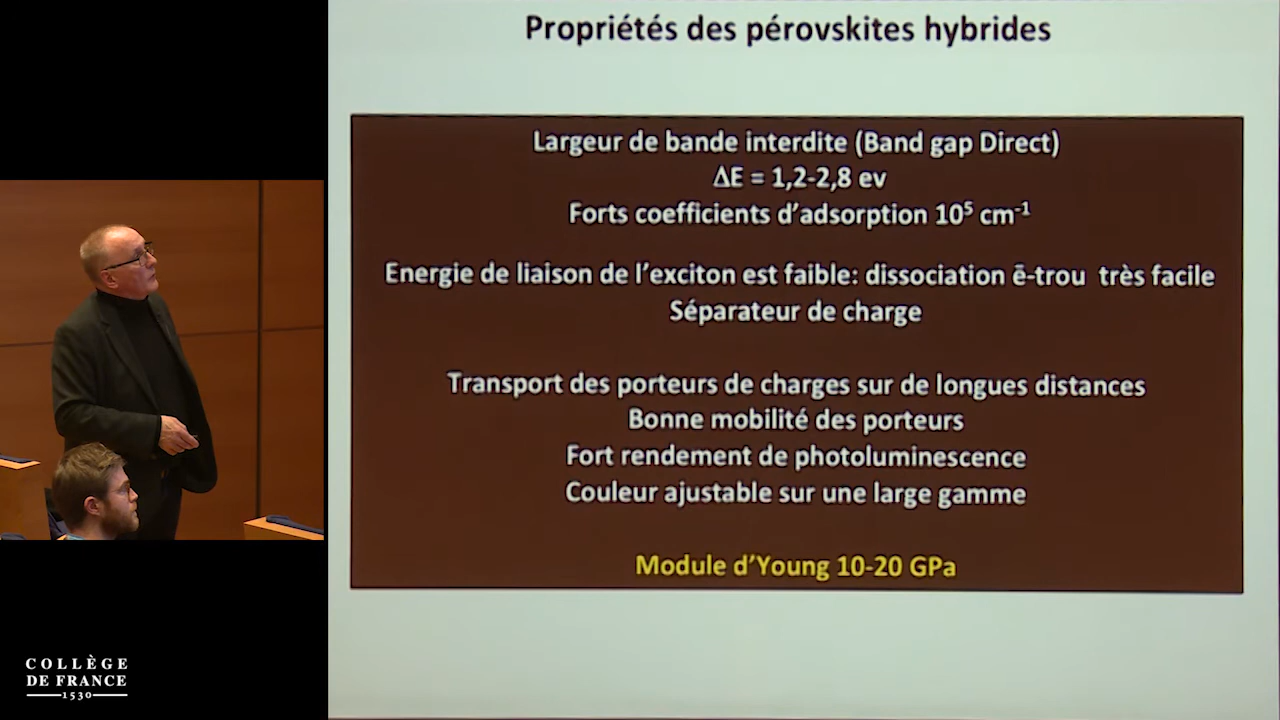 Propriétés des pérovskites hybrides
Largeur de bande interdite (Band gap Direct)
ΔE = 1,2-2,8 ev
Forts coefficients d’adsorption 10⁵ cm⁻¹
Energie de liaison de l’exciton est faible: dissociation ē-trou très facile
Séparateur de charge
Transport des porteurs de charges sur de longues distances
Bonne mobilité des porteurs
Fort rendement de photoluminescence
Couleur ajustable sur une large gamme
Module d’Young 10-20 GPa
COLLÈGE
DE FRANCE
1530